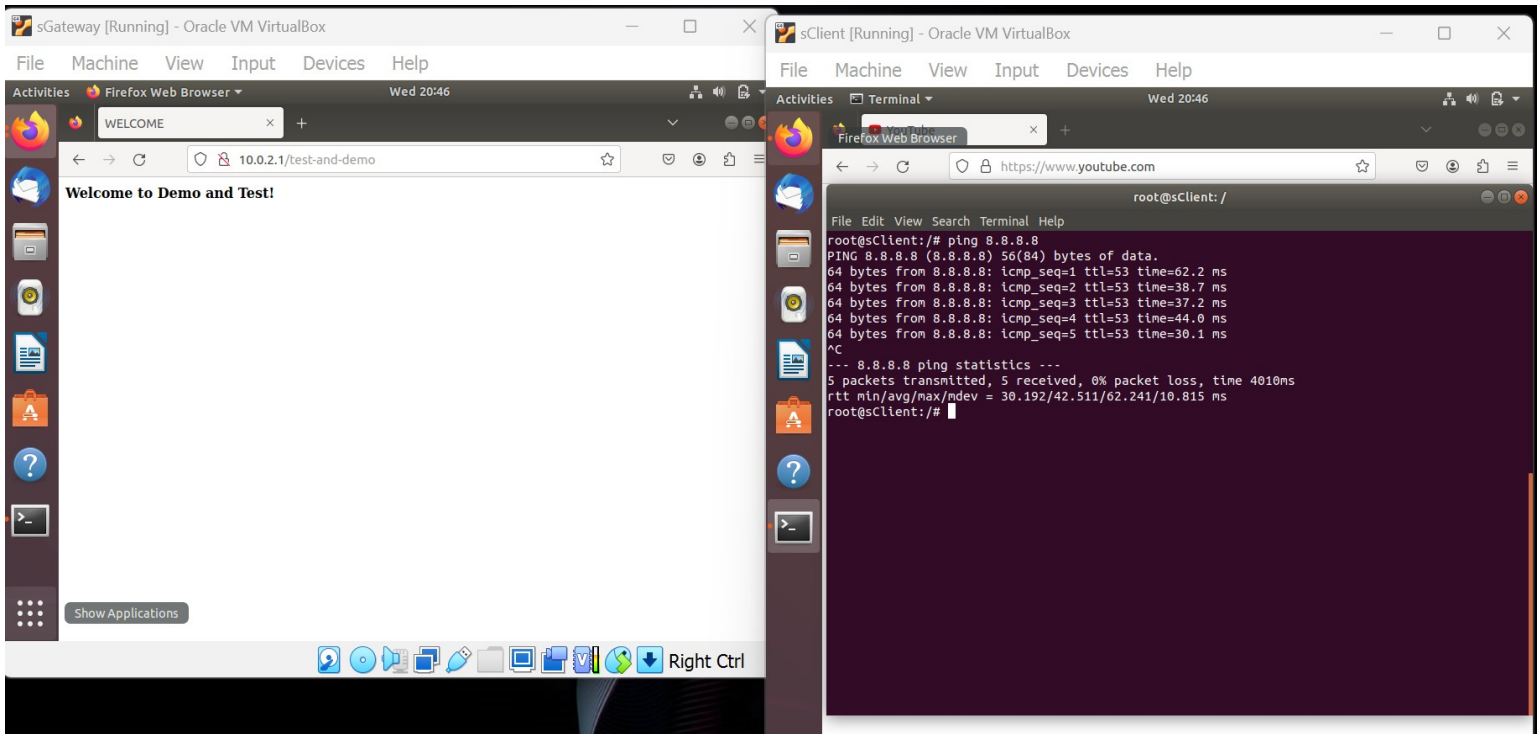 sGateway [Running] - Oracle VM VirtualBox
File Machine View Input Devices Help
Activities Firefox Web Browser Wed 20:46
WELCOME
10.0.2.1/test-and-demo
Welcome to Demo and Test!
Show Applications
Right Ctrl
sClient [Running] - Oracle VM VirtualBox
File Machine View Input Devices Help
Activities Terminal Wed 20:46
YouTube
Firefox Web Browser
https://www.youtube.com
root@sClient: /
File Edit View Search Terminal Help
root@sClient:/# ping 8.8.8.8
PING 8.8.8.8 (8.8.8.8) 56(84) bytes of data.
64 bytes from 8.8.8.8: icmp_seq=1 ttl=53 time=62.2 ms
64 bytes from 8.8.8.8: icmp_seq=2 ttl=53 time=38.7 ms
64 bytes from 8.8.8.8: icmp_seq=3 ttl=53 time=37.2 ms
64 bytes from 8.8.8.8: icmp_seq=4 ttl=53 time=44.0 ms
64 bytes from 8.8.8.8: icmp_seq=5 ttl=53 time=30.1 ms
^C
--- 8.8.8.8 ping statistics ---
5 packets transmitted, 5 received, 0% packet loss, time 4010ms
rtt min/avg/max/mdev = 30.192/42.511/62.241/10.815 ms
root@sClient:/#